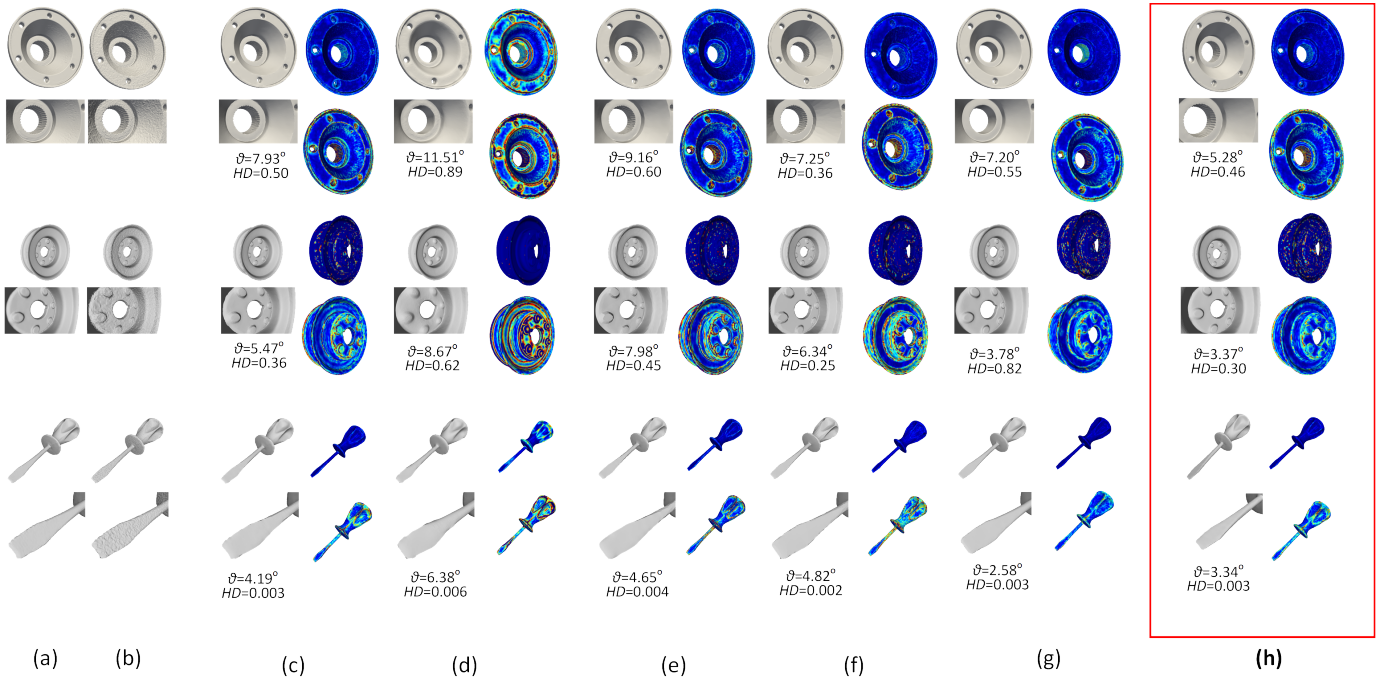 ϑ=7.93°
HD=0.50
ϑ=11.51°
HD=0.89
ϑ=9.16°
HD=0.60
ϑ=7.25°
HD=0.36
ϑ=7.20°
HD=0.55
ϑ=5.28°
HD=0.46
ϑ=5.47°
HD=0.36
ϑ=8.67°
HD=0.62
ϑ=7.98°
HD=0.45
ϑ=6.34°
HD=0.25
ϑ=3.78°
HD=0.82
ϑ=3.37°
HD=0.30
ϑ=4.19°
HD=0.003
ϑ=6.38°
HD=0.006
ϑ=4.65°
HD=0.004
ϑ=4.82°
HD=0.002
ϑ=2.58°
HD=0.003
ϑ=3.34°
HD=0.003
(a)
(b)
(c)
(d)
(e)
(f)
(g)
(h)